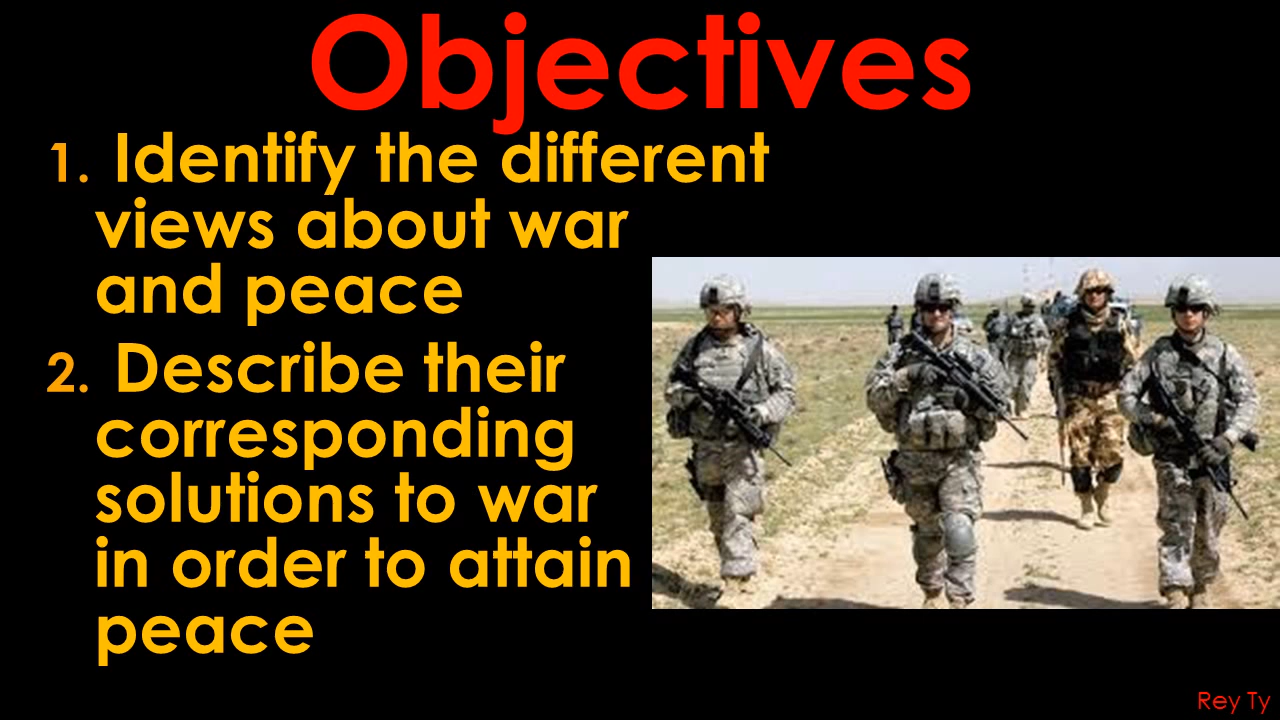 Objectives
1. Identify the different
views about war
and peace
2. Describe their
corresponding
solutions to war
in order to attain
peace
Rey Ty